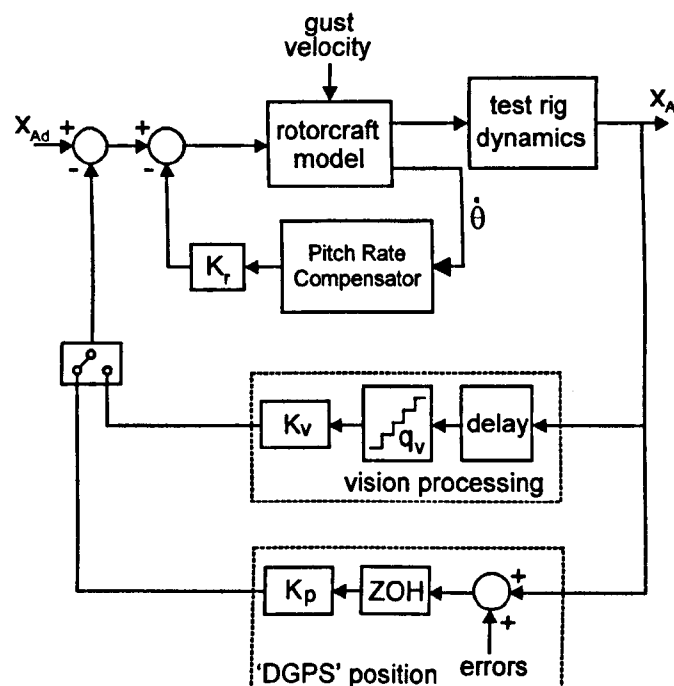 gust
velocity
X_Ad
+
-
+
-
rotorcraft
model
test rig
dynamics
X_A
θ̇
K_r
Pitch Rate
Compensator
K_v
q_v
delay
vision processing
K_p
ZOH
+
+
errors
'DGPS' position